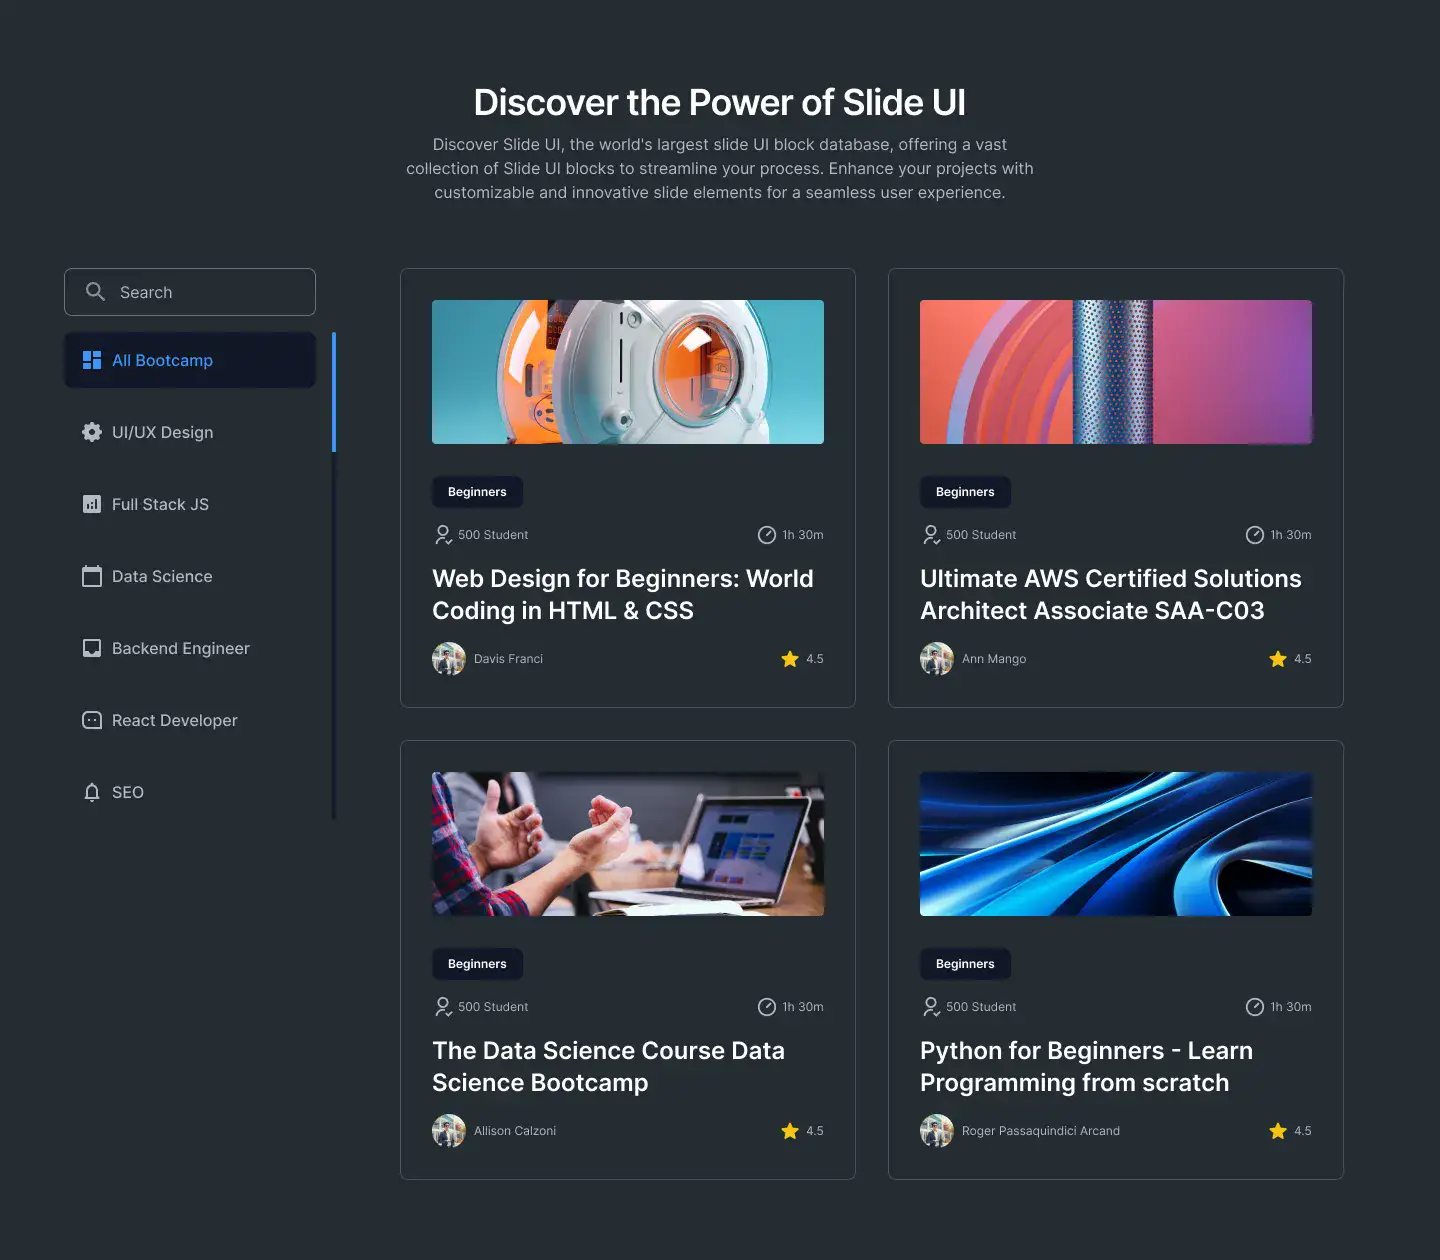 Discover the Power of Slide UI
Discover Slide UI, the world's largest slide UI block database, offering a vast
collection of Slide UI blocks to streamline your process. Enhance your projects with
customizable and innovative slide elements for a seamless user experience.
Search
All Bootcamp
UI/UX Design
Full Stack JS
Data Science
Backend Engineer
React Developer
SEO
Beginners
500 Student
1h 30m
Web Design for Beginners: World
Coding in HTML & CSS
Davis Franci
4.5
Beginners
500 Student
1h 30m
Ultimate AWS Certified Solutions
Architect Associate SAA-C03
Ann Mango
4.5
Beginners
500 Student
1h 30m
The Data Science Course Data
Science Bootcamp
Allison Calzoni
4.5
Beginners
500 Student
1h 30m
Python for Beginners - Learn
Programming from scratch
Roger Passaquindici Arcand
4.5